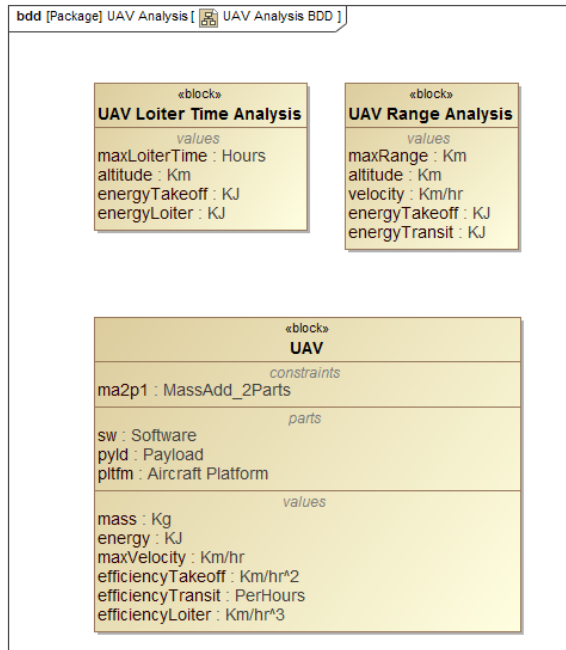 bdd [Package] UAV Analysis [ UAV Analysis BDD ]
«block»
UAV Loiter Time Analysis
values
maxLoiterTime : Hours
altitude : Km
energyTakeoff : KJ
energyLoiter : KJ
«block»
UAV Range Analysis
values
maxRange : Km
altitude : Km
velocity : Km/hr
energyTakeoff : KJ
energyTransit : KJ
«block»
UAV
constraints
ma2p1 : MassAdd_2Parts
parts
sw : Software
pyld : Payload
pltfm : Aircraft Platform
values
mass : Kg
energy : KJ
maxVelocity : Km/hr
efficiencyTakeoff : Km/hr^2
efficiencyTransit : PerHours
efficiencyLoiter : Km/hr^3